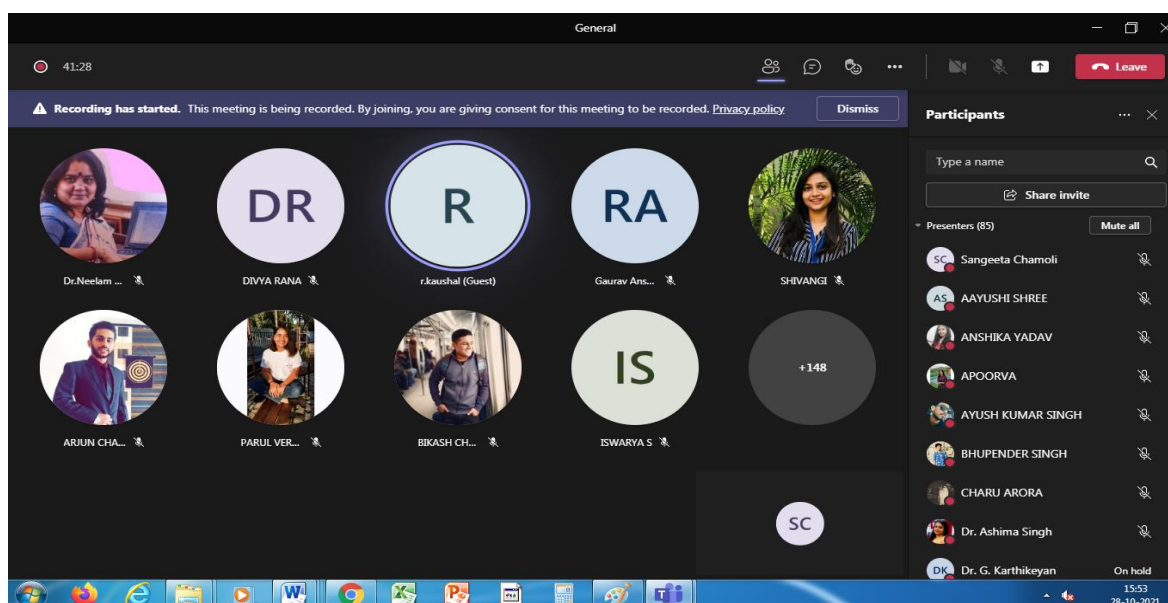 General
41:28
Leave
Recording has started. This meeting is being recorded. By joining, you are giving consent for this meeting to be recorded. Privacy policy
Dismiss
Participants
Type a name
Share invite
Presenters (85)
Mute all
DR
R
RA
Dr.Neelam ...
DIVYA RANA
r.kaushal (Guest)
Gaurav Ans...
SHIVANGI
IS
+148
ARJUN CHA...
PARUL VER...
BIKASH CH...
ISWARYA S
SC
SC
Sangeeta Chamoli
AS
AAYUSHI SHREE
ANSHIKA YADAV
APOORVA
AYUSH KUMAR SINGH
BHUPENDER SINGH
CHARU ARORA
Dr. Ashima Singh
DK
Dr. G. Karthikeyan
On hold
15:53
28-10-2021